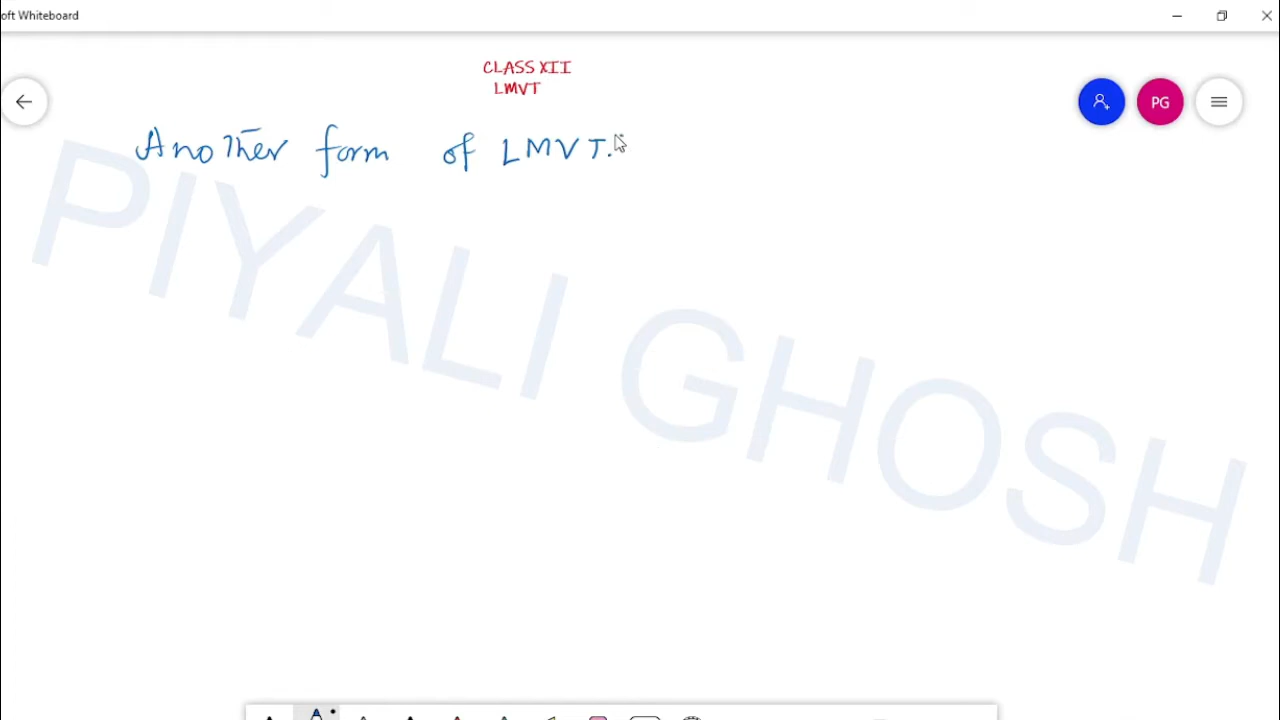 oft Whiteboard
CLASS XII
LMVT
PG
Another form of LMVT.
PIYALI GHOSH